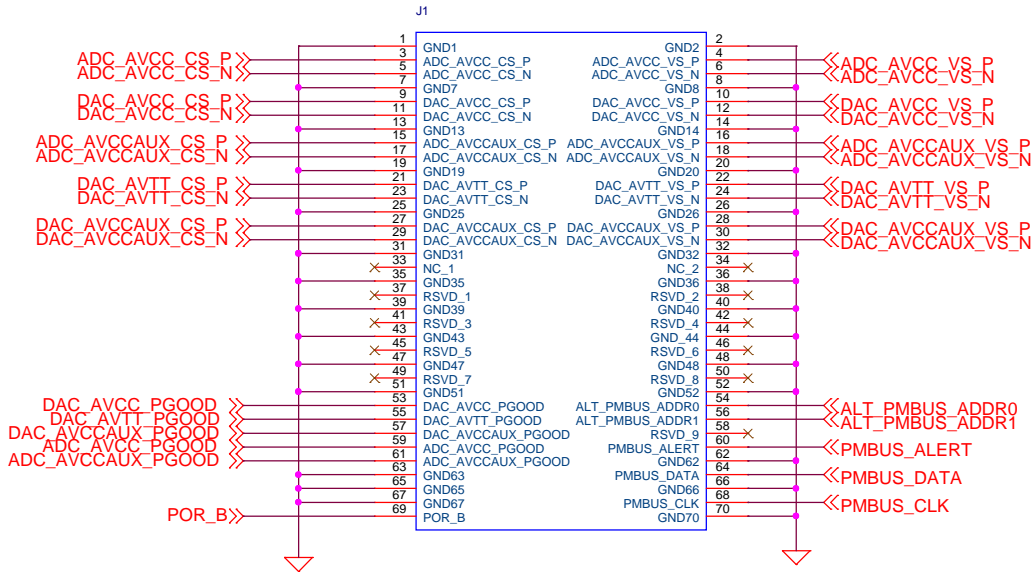 J1
1 GND1 GND2 2
ADC_AVCC_CS_P 3 ADC_AVCC_CS_P ADC_AVCC_VS_P 4 ADC_AVCC_VS_P
ADC_AVCC_CS_N 5 ADC_AVCC_CS_N ADC_AVCC_VS_N 6 ADC_AVCC_VS_N
7 GND7 GND8 8
DAC_AVCC_CS_P 9 DAC_AVCC_CS_P DAC_AVCC_VS_P 10 DAC_AVCC_VS_P
DAC_AVCC_CS_N 11 DAC_AVCC_CS_N DAC_AVCC_VS_N 12 DAC_AVCC_VS_N
13 GND13 GND14 14
ADC_AVCCAUX_CS_P 15 ADC_AVCCAUX_CS_P ADC_AVCCAUX_VS_P 16 ADC_AVCCAUX_VS_P
ADC_AVCCAUX_CS_N 17 ADC_AVCCAUX_CS_N ADC_AVCCAUX_VS_N 18 ADC_AVCCAUX_VS_N
19 GND19 GND20 20
DAC_AVTT_CS_P 21 DAC_AVTT_CS_P DAC_AVTT_VS_P 22 DAC_AVTT_VS_P
DAC_AVTT_CS_N 23 DAC_AVTT_CS_N DAC_AVTT_VS_N 24 DAC_AVTT_VS_N
25 GND25 GND26 26
DAC_AVCCAUX_CS_P 27 DAC_AVCCAUX_CS_P DAC_AVCCAUX_VS_P 28 DAC_AVCCAUX_VS_P
DAC_AVCCAUX_CS_N 29 DAC_AVCCAUX_CS_N DAC_AVCCAUX_VS_N 30 DAC_AVCCAUX_VS_N
31 GND31 GND32 32
33 NC_1 NC_2 34
35 GND35 GND36 36
37 RSVD_1 RSVD_2 38
39 GND39 GND40 40
41 RSVD_3 RSVD_4 42
43 GND43 GND_44 44
45 RSVD_5 RSVD_6 46
47 GND47 GND48 48
49 RSVD_7 RSVD_8 50
51 GND51 GND52 52
DAC_AVCC_PGOOD 53 DAC_AVCC_PGOOD ALT_PMBUS_ADDR0 54 ALT_PMBUS_ADDR0
DAC_AVTT_PGOOD 55 DAC_AVTT_PGOOD ALT_PMBUS_ADDR1 56 ALT_PMBUS_ADDR1
DAC_AVCCAUX_PGOOD 57 DAC_AVCCAUX_PGOOD RSVD_9 58
ADC_AVCC_PGOOD 59 ADC_AVCC_PGOOD PMBUS_ALERT 60 PMBUS_ALERT
ADC_AVCCAUX_PGOOD 61 ADC_AVCCAUX_PGOOD GND62 62
63 GND63 PMBUS_DATA 64 PMBUS_DATA
65 GND65 GND66 66
67 GND67 PMBUS_CLK 68 PMBUS_CLK
POR_B 69 POR_B GND70 70